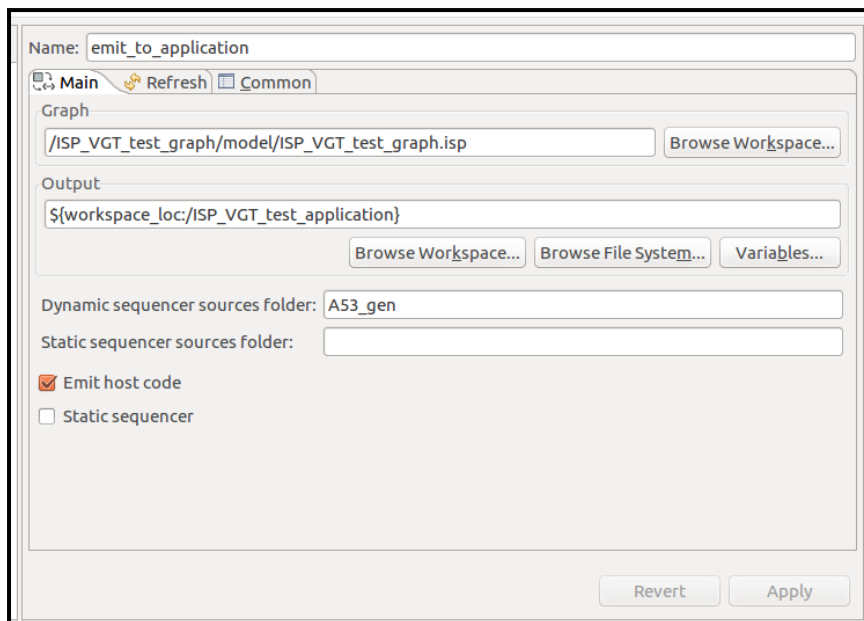 Name: emit_to_application
Main Refresh Common
Graph
/ISP_VGT_test_graph/model/ISP_VGT_test_graph.isp Browse Workspace...
Output
${workspace_loc:/ISP_VGT_test_application}
Browse Workspace... Browse File System... Variables...
Dynamic sequencer sources folder: A53_gen
Static sequencer sources folder:
Emit host code
Static sequencer
Revert Apply